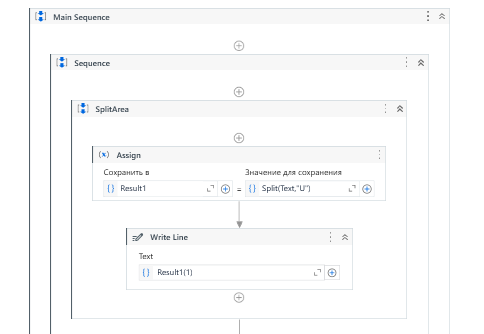 Main Sequence
Sequence
SplitArea
Assign
Сохранить в
Значение для сохранения
Result1 = Split(Text,"U")
Write Line
Text
Result1(1)